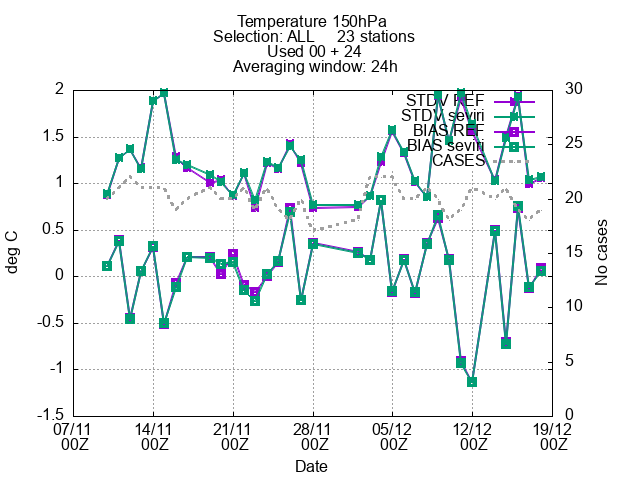 Temperature 150hPa
Selection: ALL 23 stations
Used 00 + 24
Averaging window: 24h
STDV REF
STDV seviri
BIAS REF
BIAS seviri
CASES
2
1.5
1
0.5
0
-0.5
-1
-1.5
deg C
30
25
20
15
10
5
0
No cases
07/11 14/11 21/11 28/11 05/12 12/12 19/12
00Z 00Z 00Z 00Z 00Z 00Z 00Z
Date